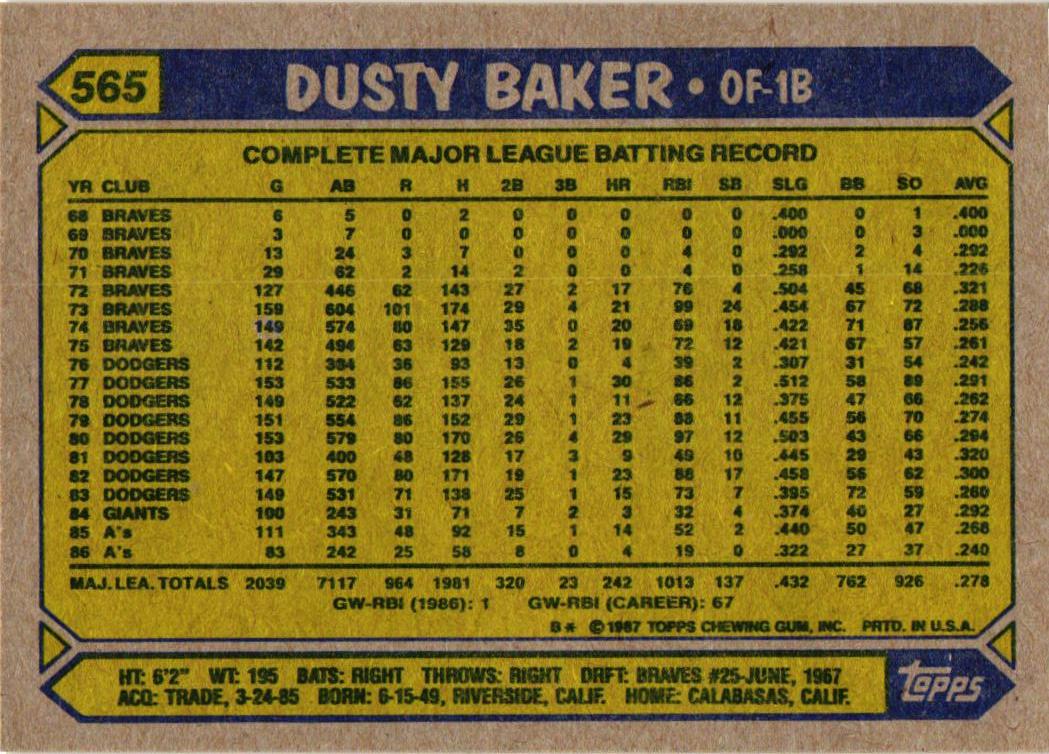 565 DUSTY BAKER • OF-1B
COMPLETE MAJOR LEAGUE BATTING RECORD
YR CLUB G AB R H 2B 3B HR RBI SB SLG BB SO AVG
68 BRAVES 6 5 0 2 0 0 0 0 0 .400 0 1 .400
69 BRAVES 3 7 0 0 0 0 0 0 0 .000 0 3 .000
70 BRAVES 13 24 3 7 0 0 0 4 0 .292 2 4 .292
71 BRAVES 29 62 2 14 2 0 0 4 0 .258 1 14 .226
72 BRAVES 127 446 62 143 27 2 17 76 4 .504 45 68 .321
73 BRAVES 159 604 101 174 29 4 21 99 24 .454 67 72 .288
74 BRAVES 149 574 80 147 35 0 20 69 18 .422 71 87 .256
75 BRAVES 142 494 63 129 18 2 19 72 12 .421 67 57 .261
76 DODGERS 112 384 36 93 13 0 4 39 2 .307 31 54 .242
77 DODGERS 153 533 86 155 26 1 30 86 2 .512 58 89 .291
78 DODGERS 149 522 62 137 24 1 11 66 12 .375 47 66 .262
79 DODGERS 151 554 86 152 29 1 23 88 11 .455 56 70 .274
80 DODGERS 153 579 80 170 26 4 29 97 12 .503 43 66 .294
81 DODGERS 103 400 48 128 17 3 9 49 10 .445 29 43 .320
82 DODGERS 147 570 80 171 19 1 23 88 17 .458 56 62 .300
83 DODGERS 149 531 71 138 25 1 15 73 7 .395 72 59 .260
84 GIANTS 100 243 31 71 7 2 3 32 4 .374 40 27 .292
85 A's 111 343 48 92 15 1 14 52 2 .440 50 47 .268
86 A's 83 242 25 58 8 0 4 19 0 .322 27 37 .240
MAJ. LEA. TOTALS 2039 7117 964 1981 320 23 242 1013 137 .432 762 926 .278
GW-RBI (1986): 1 GW-RBI (CAREER): 67
B* ©1987 TOPPS CHEWING GUM, INC. PRTD. IN U.S.A.
HT: 6'2" WT: 195 BATS: RIGHT THROWS: RIGHT DRFT: BRAVES #25-JUNE, 1967
ACQ: TRADE, 3-24-85 BORN: 6-15-49, RIVERSIDE, CALIF. HOME: CALABASAS, CALIF.
Topps